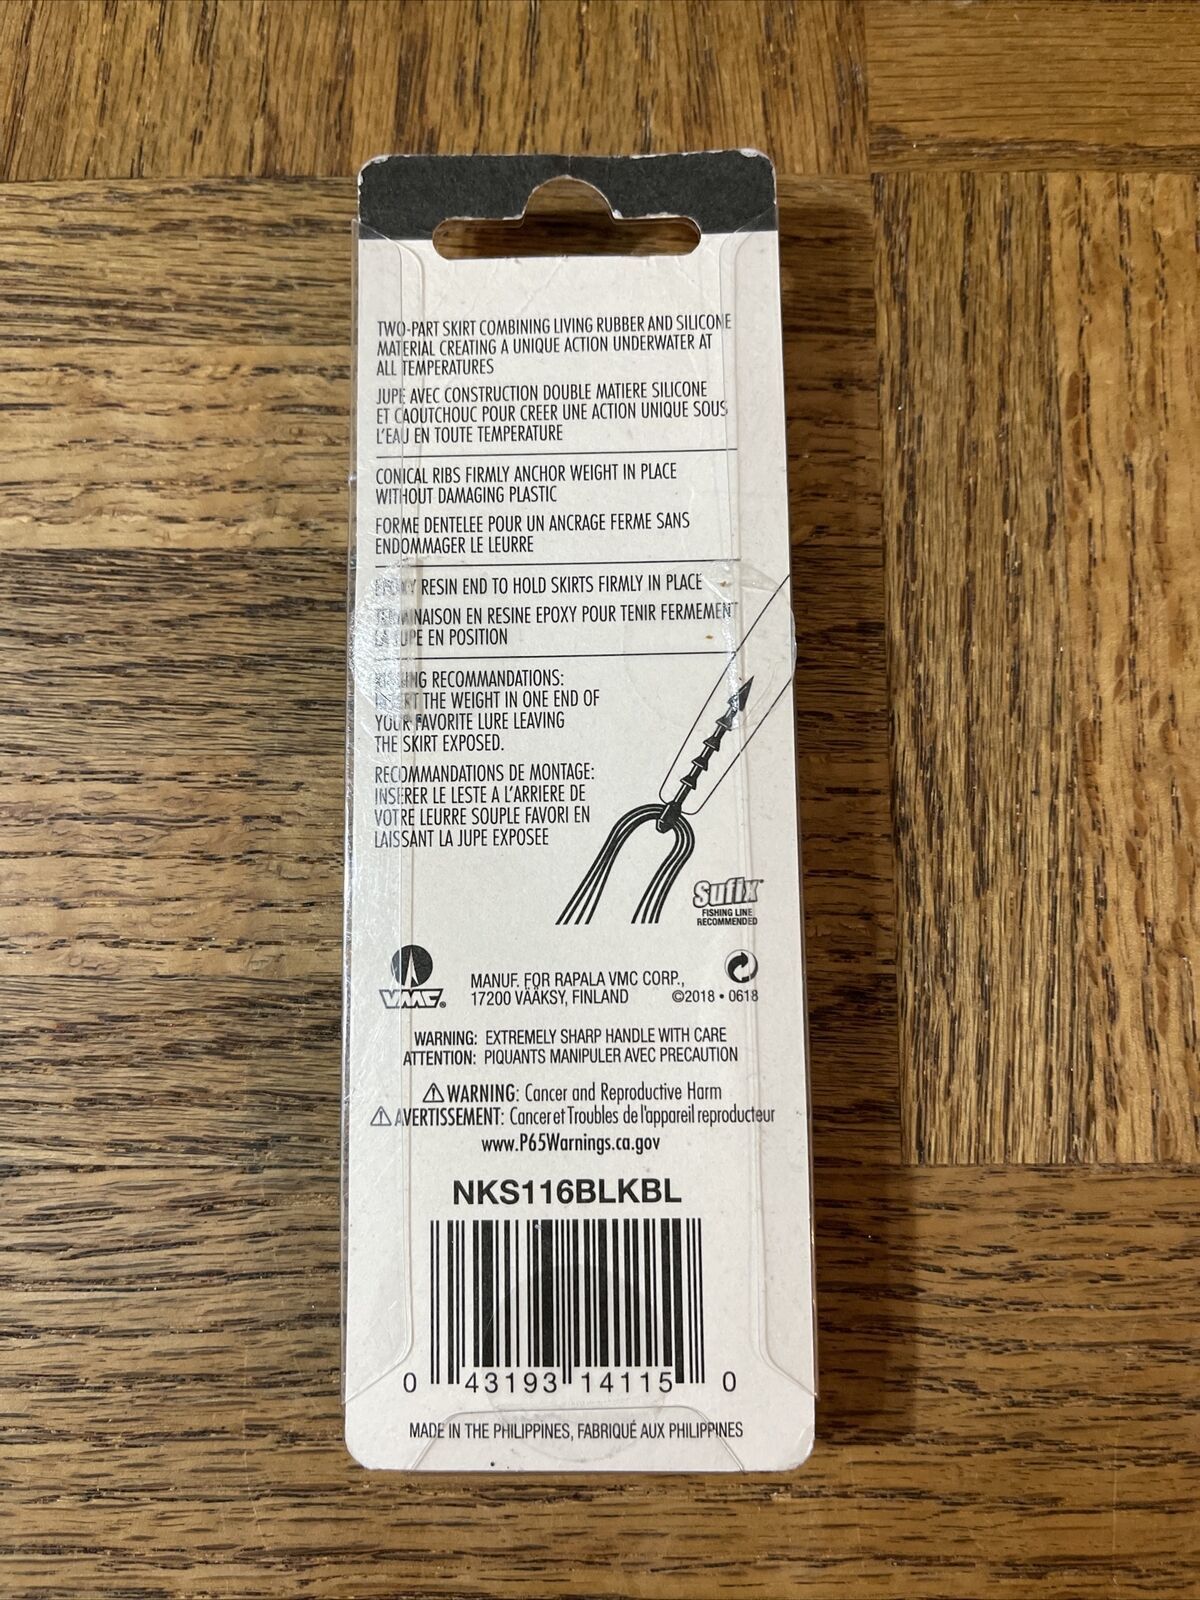 TWO-PART SKIRT COMBINING LIVING RUBBER AND SILICONE
MATERIAL CREATING A UNIQUE ACTION UNDERWATER AT
ALL TEMPERATURES
JUPE AVEC CONSTRUCTION DOUBLE MATIERE SILICONE
ET CAOUTCHOUC POUR CREER UNE ACTION UNIQUE SOUS
L'EAU EN TOUTE TEMPERATURE
CONICAL RIBS FIRMLY ANCHOR WEIGHT IN PLACE
WITHOUT DAMAGING PLASTIC
FORME DENTELEE POUR UN ANCRAGE FERME SANS
ENDOMMAGER LE LEURRE
EPOXY RESIN END TO HOLD SKIRTS FIRMLY IN PLACE
TERMINAISON EN RESINE EPOXY POUR TENIR FERMEMENT
LA JUPE EN POSITION
RIGGING RECOMMANDATIONS:
INSERT THE WEIGHT IN ONE END OF
YOUR FAVORITE LURE LEAVING
THE SKIRT EXPOSED.
RECOMMANDATIONS DE MONTAGE:
INSERER LE LESTE A L'ARRIERE DE
VOTRE LEURRE SOUPLE FAVORI EN
LAISSANT LA JUPE EXPOSEE
Sufix
FISHING LINE
RECOMMENDED
VMC®
MANUF. FOR RAPALA VMC CORP.,
17200 VÄÄKSY, FINLAND ©2018 • 0618
WARNING: EXTREMELY SHARP HANDLE WITH CARE
ATTENTION: PIQUANTS MANIPULER AVEC PRECAUTION
⚠ WARNING: Cancer and Reproductive Harm
⚠ AVERTISSEMENT: Cancer et Troubles de l'appareil reproducteur
www.P65Warnings.ca.gov
NKS116BLKBL
0 43193 14115 0
MADE IN THE PHILIPPINES, FABRIQUÉ AUX PHILIPPINES